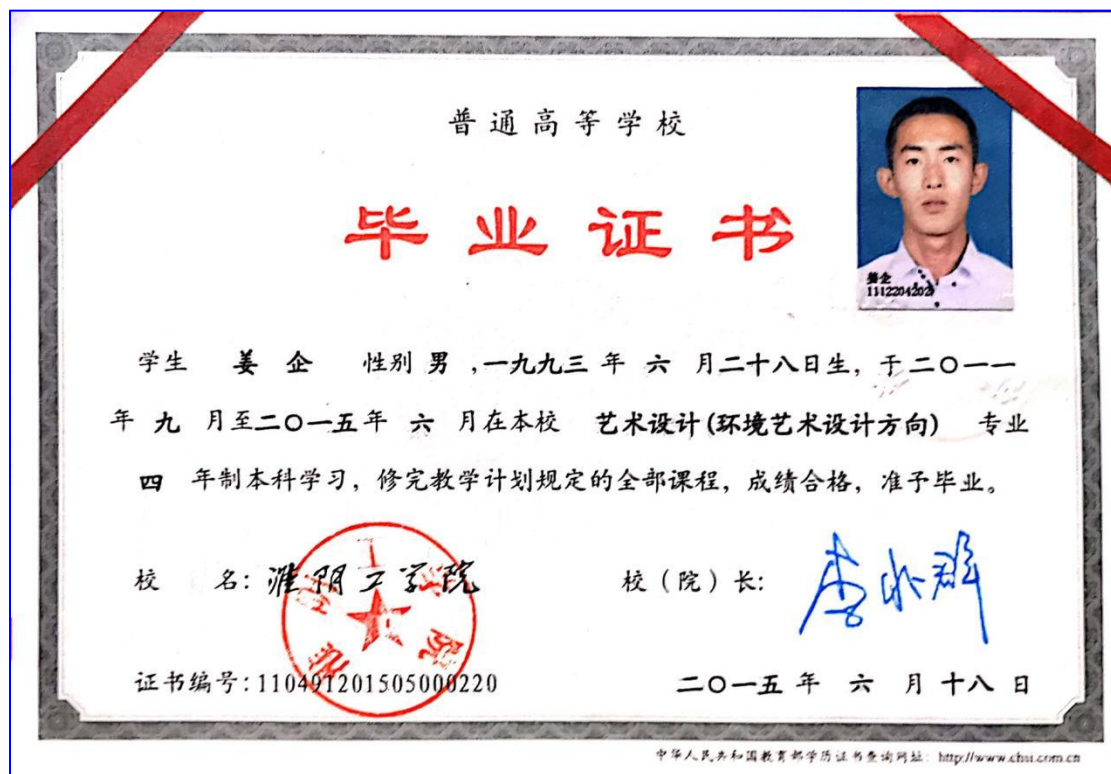 普通高等学校
毕业证书
姜企
1112204202
学生 姜 企 性别 男 ,一九九三 年 六 月二十八日生, 于二〇一一
年 九 月至二〇一五年 六 月在本校 艺术设计(环境艺术设计方向) 专业
四 年制本科学习, 修完教学计划规定的全部课程, 成绩合格, 准予毕业。
校 名: 淮阴工学院 校(院)长:
淮阴工学院
证书编号: 110491201505000220 二〇一五 年 六 月 十八 日
中华人民共和国教育部学历证书查询网址: http://www.chsi.com.cn